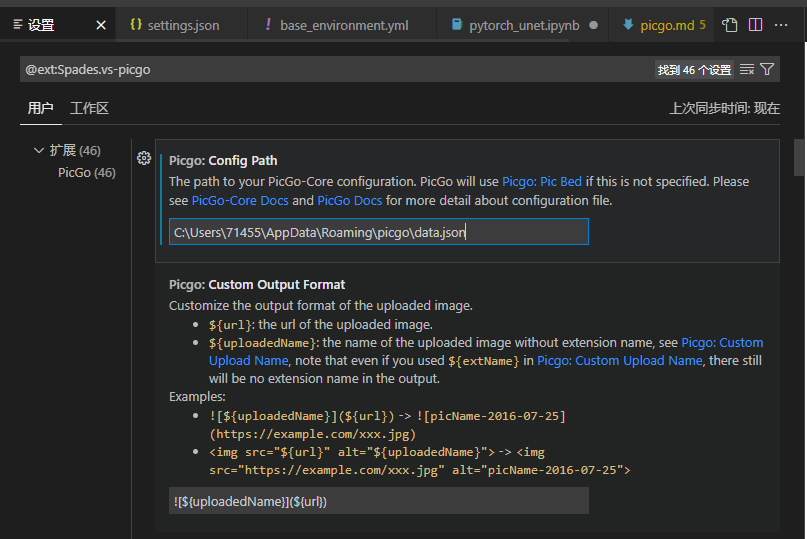 设置
settings.json
base_environment.yml
pytorch_unet.ipynb
picgo.md 5
@ext:Spades.vs-picgo
找到 46 个设置
用户 工作区
上次同步时间: 现在
扩展 (46)
PicGo (46)
Picgo: Config Path
The path to your PicGo-Core configuration. PicGo will use Picgo: Pic Bed if this is not specified. Please
see PicGo-Core Docs and PicGo Docs for more detail about configuration file.
C:\Users\71455\AppData\Roaming\picgo\data.json
Picgo: Custom Output Format
Customize the output format of the uploaded image.
• ${url}: the url of the uploaded image.
• ${uploadedName}: the name of the uploaded image without extension name, see Picgo: Custom
Upload Name, note that even if you used ${extName} in Picgo: Custom Upload Name, there still
will be no extension name in the output.
Examples:
• ![${uploadedName}](${url}) -> ![picName-2016-07-25]
(https://example.com/xxx.jpg)
• <img src="${url}" alt="${uploadedName}"> -> <img
src="https://example.com/xxx.jpg" alt="picName-2016-07-25">
![${uploadedName}](${url})